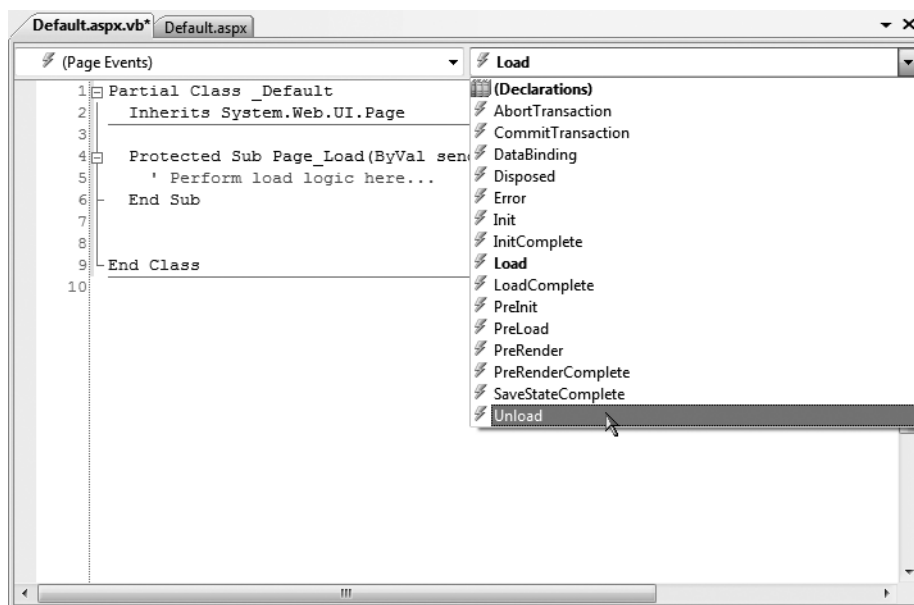 Default.aspx.vb* Default.aspx
(Page Events) Load
1 Partial Class _Default
2 Inherits System.Web.UI.Page
3
4 Protected Sub Page_Load(ByVal
5 ' Perform load logic here...
6 End Sub
7
8
9 End Class
10
(Declarations)
AbortTransaction
CommitTransaction
DataBinding
Disposed
Error
Init
InitComplete
Load
LoadComplete
PreInit
PreLoad
PreRender
PreRenderComplete
SaveStateComplete
Unload